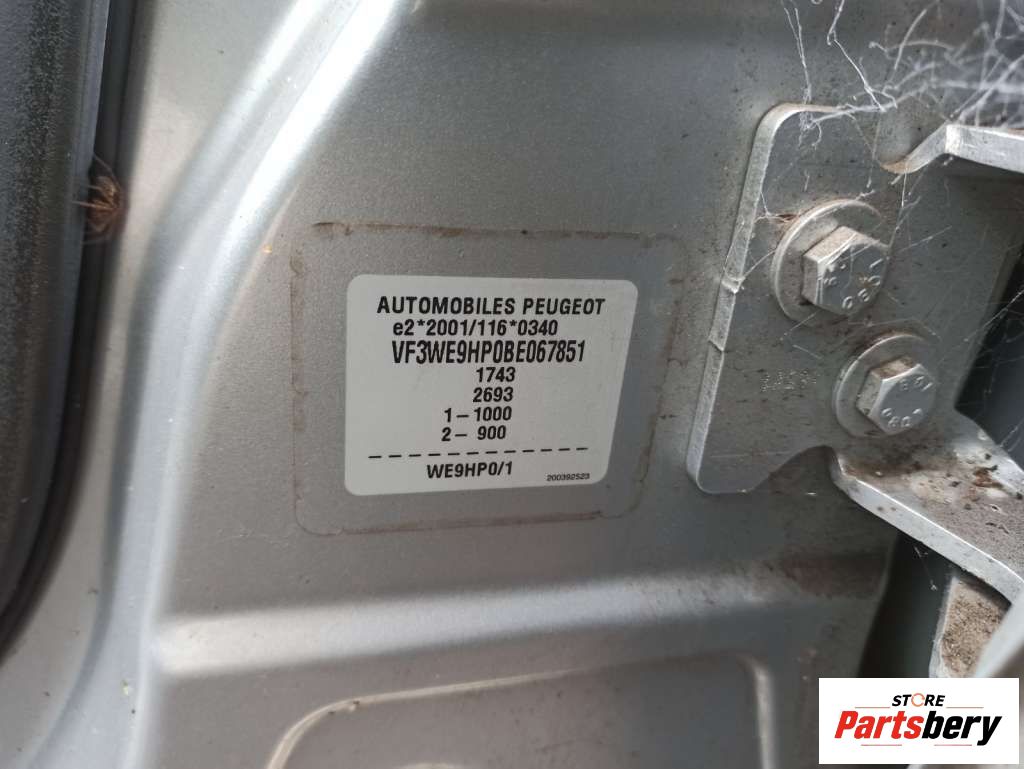 AUTOMOBILES PEUGEOT
e2*2001/116*0340
VF3WE9HP0BE067851
1743
2693
1- 1000
2- 900
WE9HP0/1
200392523
STORE
Partsbery